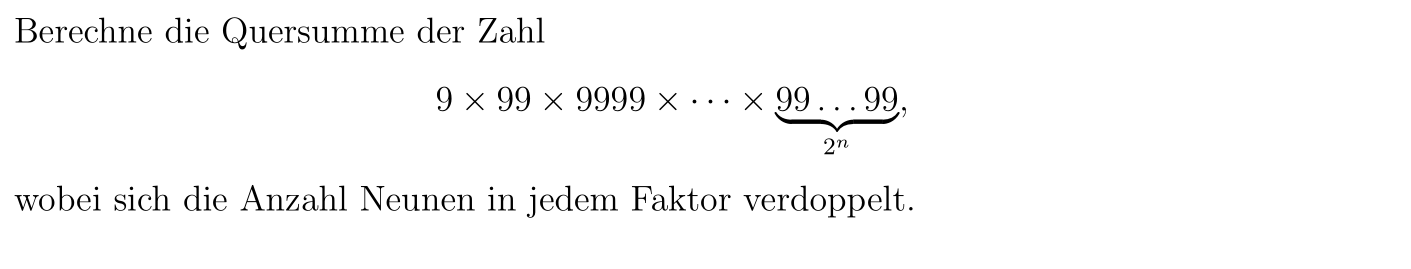 Berechne die Quersumme der Zahl
9 × 99 × 9999 × ⋯ × 99…99,
2ⁿ
wobei sich die Anzahl Neunen in jedem Faktor verdoppelt.